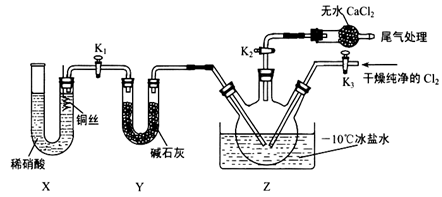 无水 CaCl₂
尾气处理
K₁
K₂
K₃
干燥纯净的 Cl₂
铜丝
稀硝酸
碱石灰
−10℃冰盐水
X
Y
Z